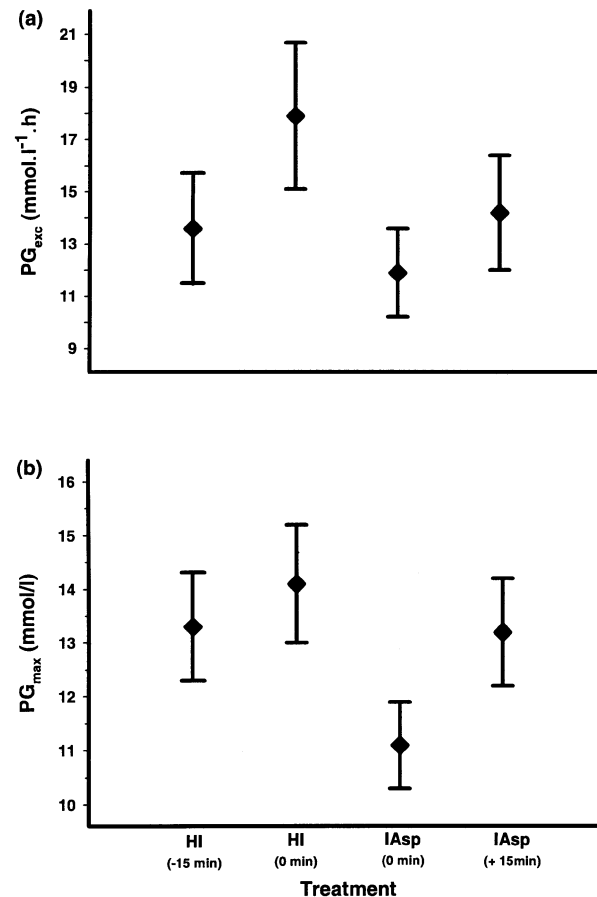 (a)
21
19
17
15
13
11
9
PGexc (mmol.l⁻¹.h)
(b)
16
15
14
13
12
11
10
PGmax (mmol/l)
HI HI IAsp IAsp
(-15 min) (0 min) (0 min) (+ 15min)
Treatment